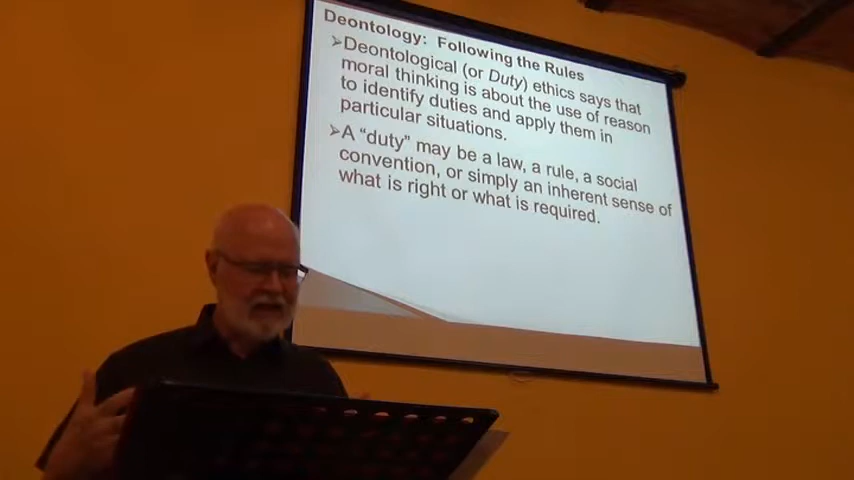 Deontology: Following the Rules
➢Deontological (or Duty) ethics says that
moral thinking is about the use of reason
to identify duties and apply them in
particular situations.
➢A “duty” may be a law, a rule, a social
convention, or simply an inherent sense of
what is right or what is required.